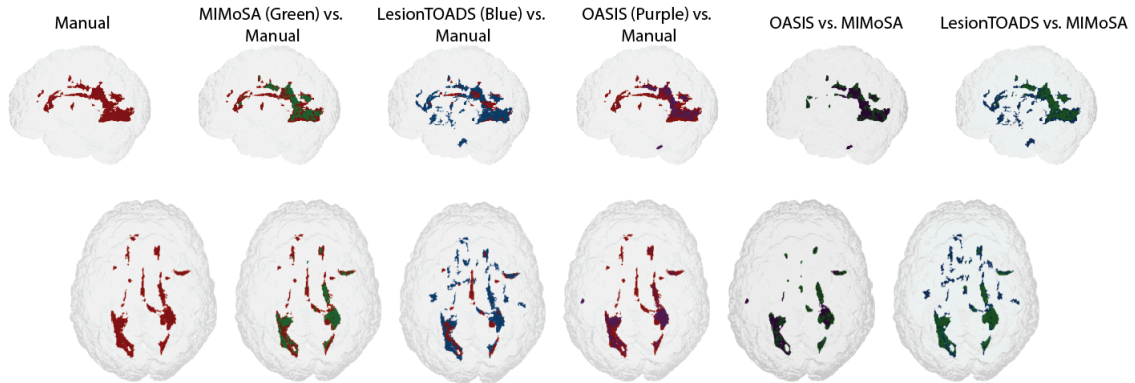 Manual
MIMoSA (Green) vs.
Manual
LesionTOADS (Blue) vs.
Manual
OASIS (Purple) vs.
Manual
OASIS vs. MIMoSA
LesionTOADS vs. MIMoSA